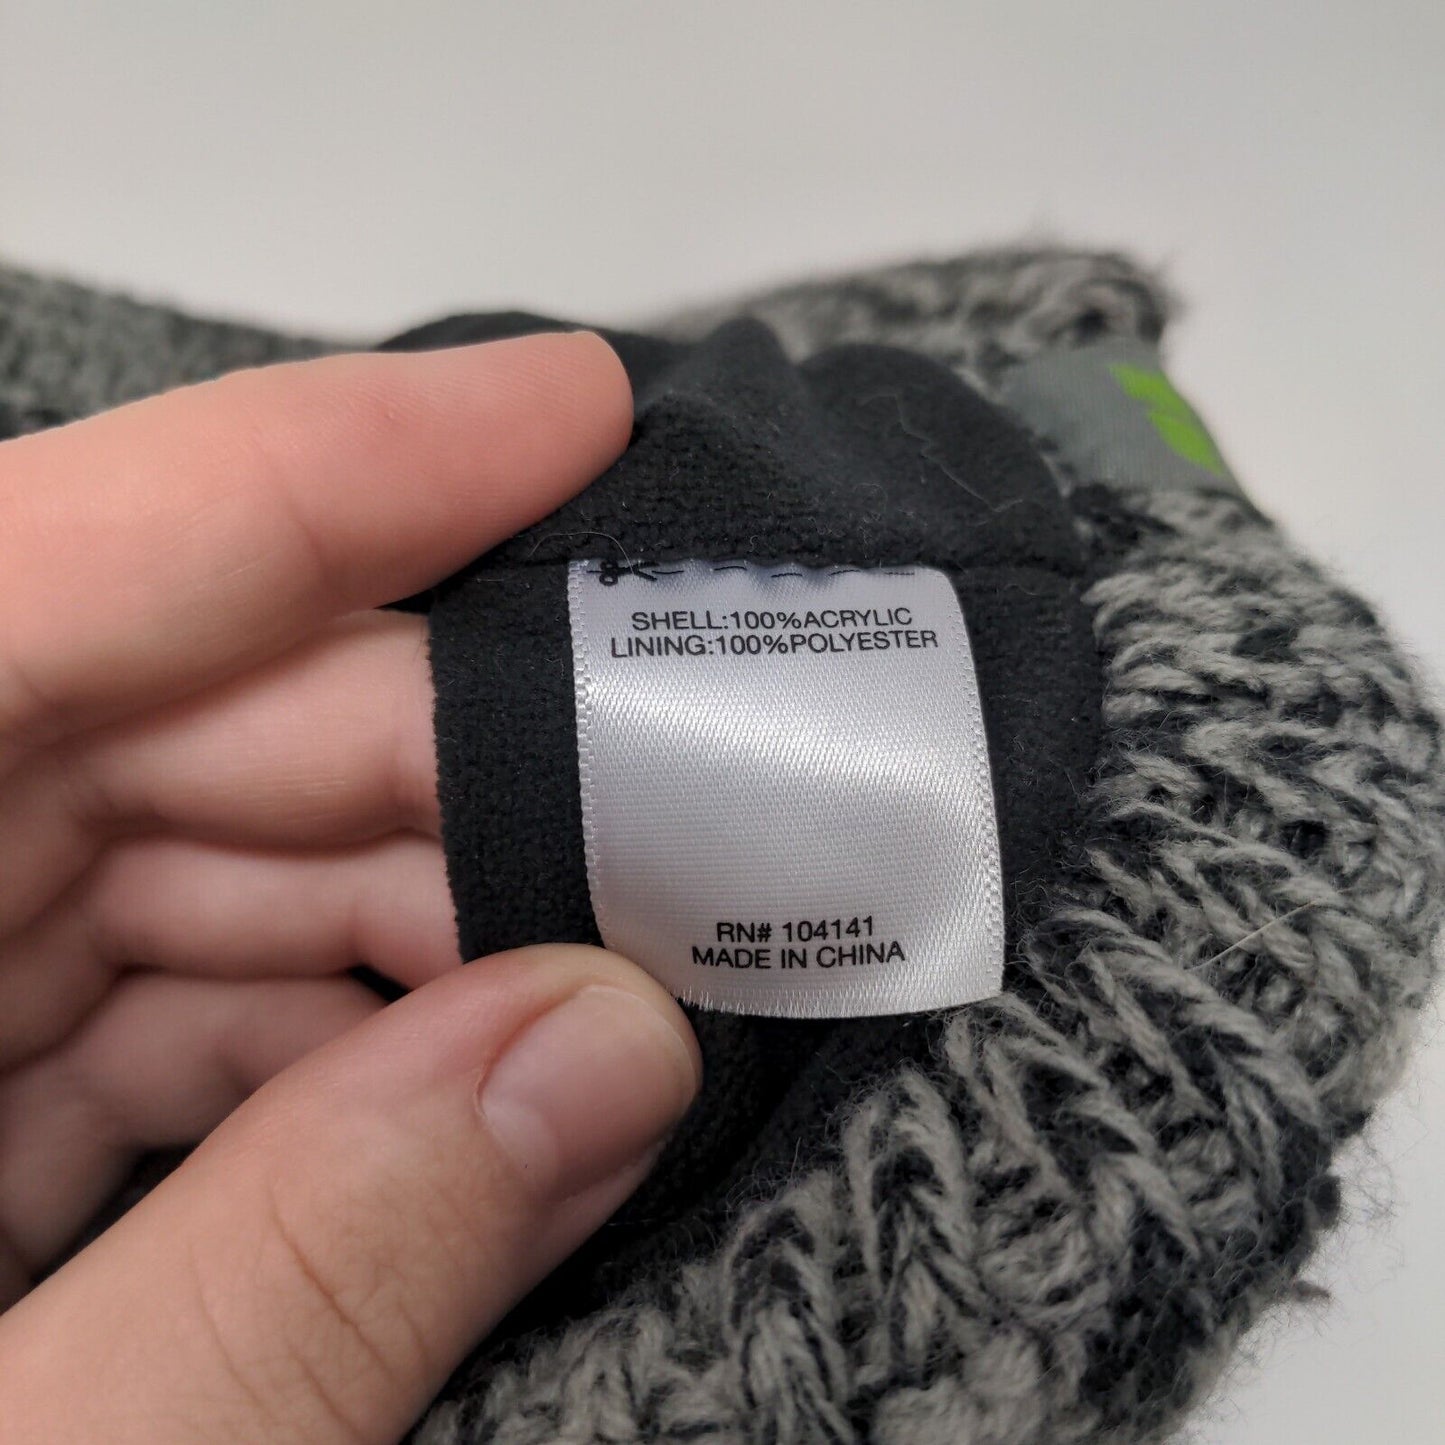 SHELL:100%ACRYLIC
LINING:100%POLYESTER
RN# 104141
MADE IN CHINA